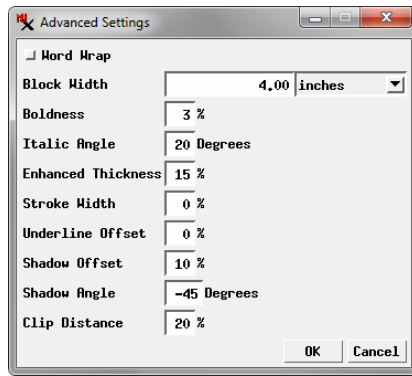 Advanced Settings
Word Wrap
Block Width 4.00 inches
Boldness 3 %
Italic Angle 20 Degrees
Enhanced Thickness 15 %
Stroke Width 0 %
Underline Offset 0 %
Shadow Offset 10 %
Shadow Angle -45 Degrees
Clip Distance 20 %
OK Cancel